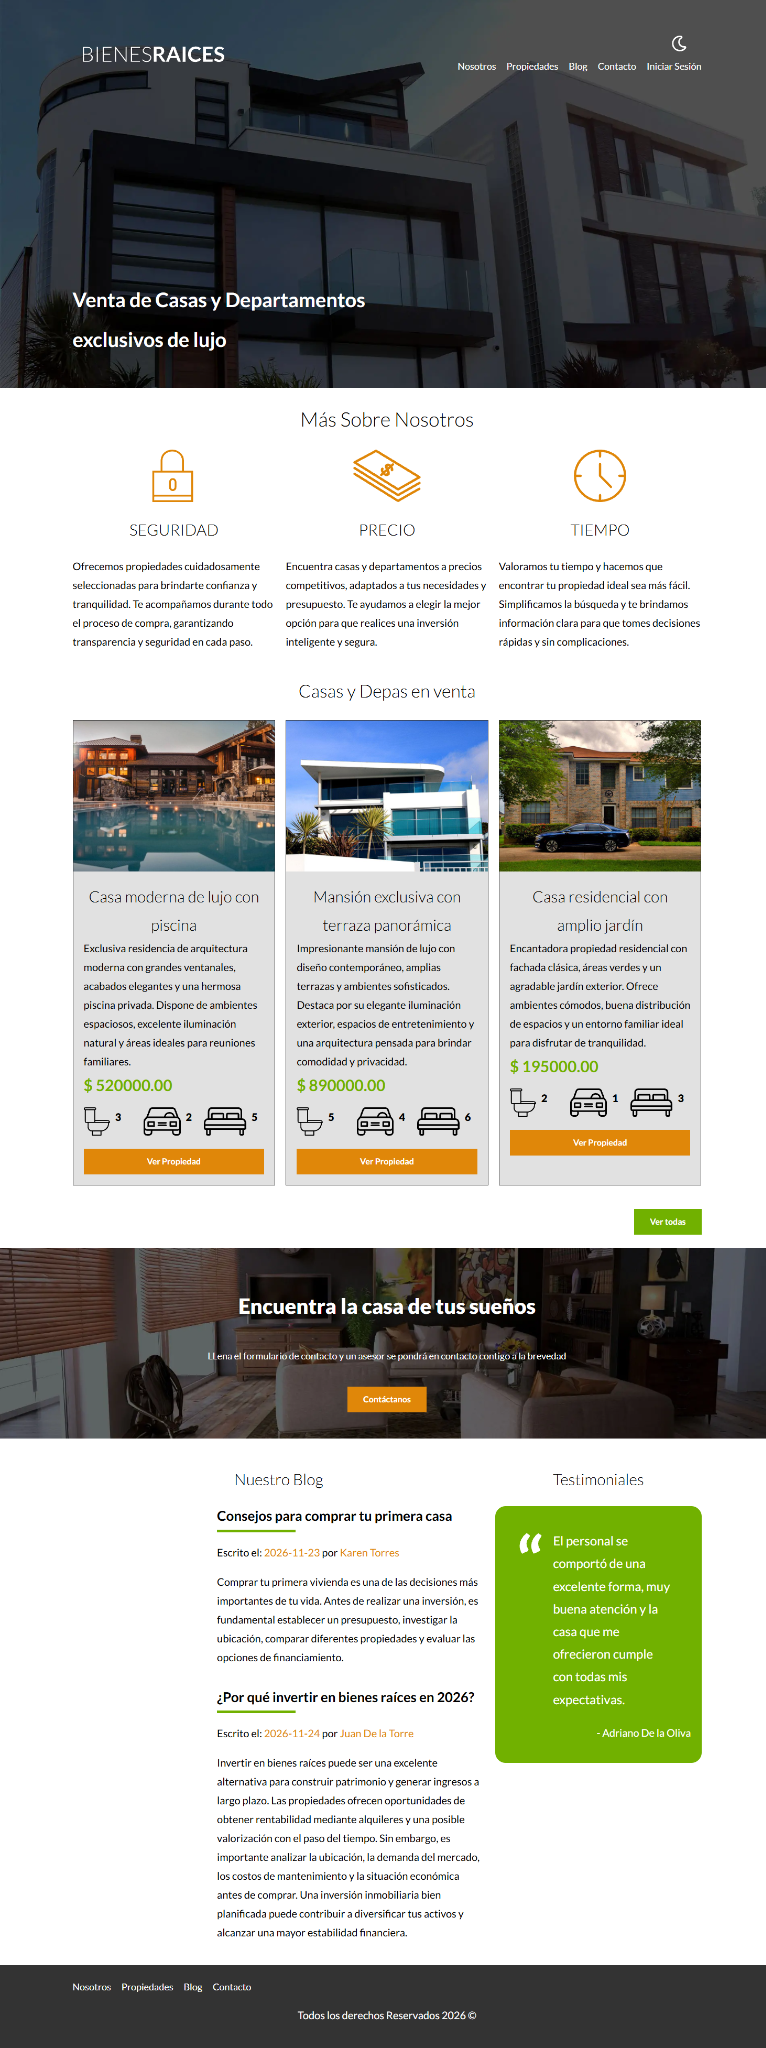 BIENESRAICES
Nosotros Propiedades Blog Contacto Iniciar Sesión
Venta de Casas y Departamentos
exclusivos de lujo
Más Sobre Nosotros
SEGURIDAD
Ofrecemos propiedades cuidadosamente
seleccionadas para brindarte confianza y
tranquilidad. Te acompañamos durante todo
el proceso de compra, garantizando
transparencia y seguridad en cada paso.
PRECIO
Encuentra casas y departamentos a precios
competitivos, adaptados a tus necesidades y
presupuesto. Te ayudamos a elegir la mejor
opción para que realices una inversión
inteligente y segura.
TIEMPO
Valoramos tu tiempo y hacemos que
encontrar tu propiedad ideal sea más fácil.
Simplificamos la búsqueda y te brindamos
información clara para que tomes decisiones
rápidas y sin complicaciones.
Casas y Depas en venta
Casa moderna de lujo con
piscina
Exclusiva residencia de arquitectura
moderna con grandes ventanales,
acabados elegantes y una hermosa
piscina privada. Dispone de ambientes
espaciosos, excelente iluminación
natural y áreas ideales para reuniones
familiares.
$ 520000.00
3 2 5
Ver Propiedad
Mansión exclusiva con
terraza panorámica
Impresionante mansión de lujo con
diseño contemporáneo, amplias
terrazas y ambientes sofisticados.
Destaca por su elegante iluminación
exterior, espacios de entretenimiento y
una arquitectura pensada para brindar
comodidad y privacidad.
$ 890000.00
5 4 6
Ver Propiedad
Casa residencial con
amplio jardín
Encantadora propiedad residencial con
fachada clásica, áreas verdes y un
agradable jardín exterior. Ofrece
ambientes cómodos, buena distribución
de espacios y un entorno familiar ideal
para disfrutar de tranquilidad.
$ 195000.00
2 1 3
Ver Propiedad
Ver todas
Encuentra la casa de tus sueños
LLena el formulario de contacto y un asesor se pondrá en contacto contigo a la brevedad
Contáctanos
Nuestro Blog
Consejos para comprar tu primera casa
Escrito el: 2026-11-23 por Karen Torres
Comprar tu primera vivienda es una de las decisiones más
importantes de tu vida. Antes de realizar una inversión, es
fundamental establecer un presupuesto, investigar la
ubicación, comparar diferentes propiedades y evaluar las
opciones de financiamiento.
¿Por qué invertir en bienes raíces en 2026?
Escrito el: 2026-11-24 por Juan De la Torre
Invertir en bienes raíces puede ser una excelente
alternativa para construir patrimonio y generar ingresos a
largo plazo. Las propiedades ofrecen oportunidades de
obtener rentabilidad mediante alquileres y una posible
valorización con el paso del tiempo. Sin embargo, es
importante analizar la ubicación, la demanda del mercado,
los costos de mantenimiento y la situación económica
antes de comprar. Una inversión inmobiliaria bien
planificada puede contribuir a diversificar tus activos y
alcanzar una mayor estabilidad financiera.
Testimoniales
“ El personal se
comportó de una
excelente forma, muy
buena atención y la
casa que me
ofrecieron cumple
con todas mis
expectativas.
- Adriano De la Oliva
Nosotros Propiedades Blog Contacto
Todos los derechos Reservados 2026 ©